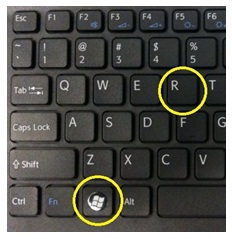 Esc F1 F2 F3 F4 F5 F6
~ ` ! 1 @ 2 # 3 $ 4 % 5
Tab Q W E R T
Caps Lock A S D F G
Shift Z X C V
Ctrl Fn Alt